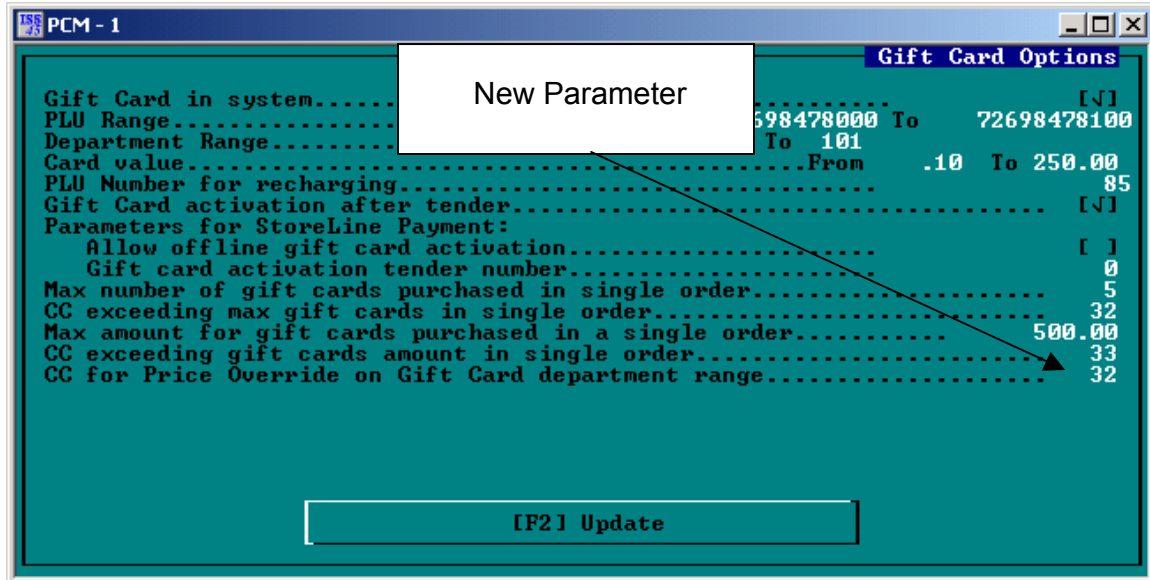 ISS 45 PCM - 1
Gift Card Options
New Parameter
Gift Card in system...... .......... [√]
PLU Range................ 698478000 To 72698478100
Department Range......... To 101
Card value.............................................From .10 To 250.00
PLU Number for recharging.................................. 85
Gift Card activation after tender................................................ [√]
Parameters for StoreLine Payment:
Allow offline gift card activation...................... [ ]
Gift card activation tender number...................... 0
Max number of gift cards purchased in single order...................... 5
CC exceeding max gift cards in single order............................. 32
Max amount for gift cards purchased in a single order........... 500.00
CC exceeding gift cards amount in single order.......................... 33
CC for Price Override on Gift Card department range..................... 32
[F2] Update